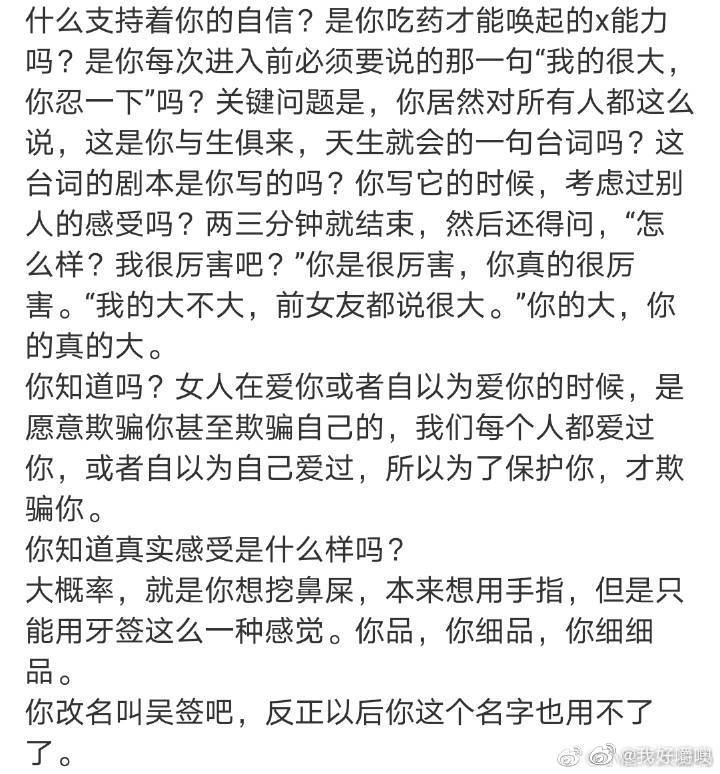 什么支持着你的自信？是你吃药才能唤起的x能力
吗？是你每次进入前必须要说的那一句“我的很大，
你忍一下”吗？关键问题是，你居然对所有人都这么
说，这是你与生俱来，天生就会的一句台词吗？这
台词的剧本是你写的吗？你写它的时候，考虑过别
人的感受吗？两三分钟就结束，然后还得问，“怎
么样？我很厉害吧？”你是很厉害，你真的很厉
害。“我的大不大，前女友都说很大。”你的大，你
的真的大。
你知道吗？女人在爱你或者自以为爱你的时候，是
愿意欺骗你甚至欺骗自己的，我们每个人都爱过
你，或者自以为自己爱过，所以为了保护你，才欺
骗你。
你知道真实感受是什么样吗？
大概率，就是你想挖鼻屎，本来想用手指，但是只
能用牙签这么一种感觉。你品，你细品，你细细
品。
你改名叫吴签吧，反正以后你这个名字也用不了
了。
@我好嚼噢